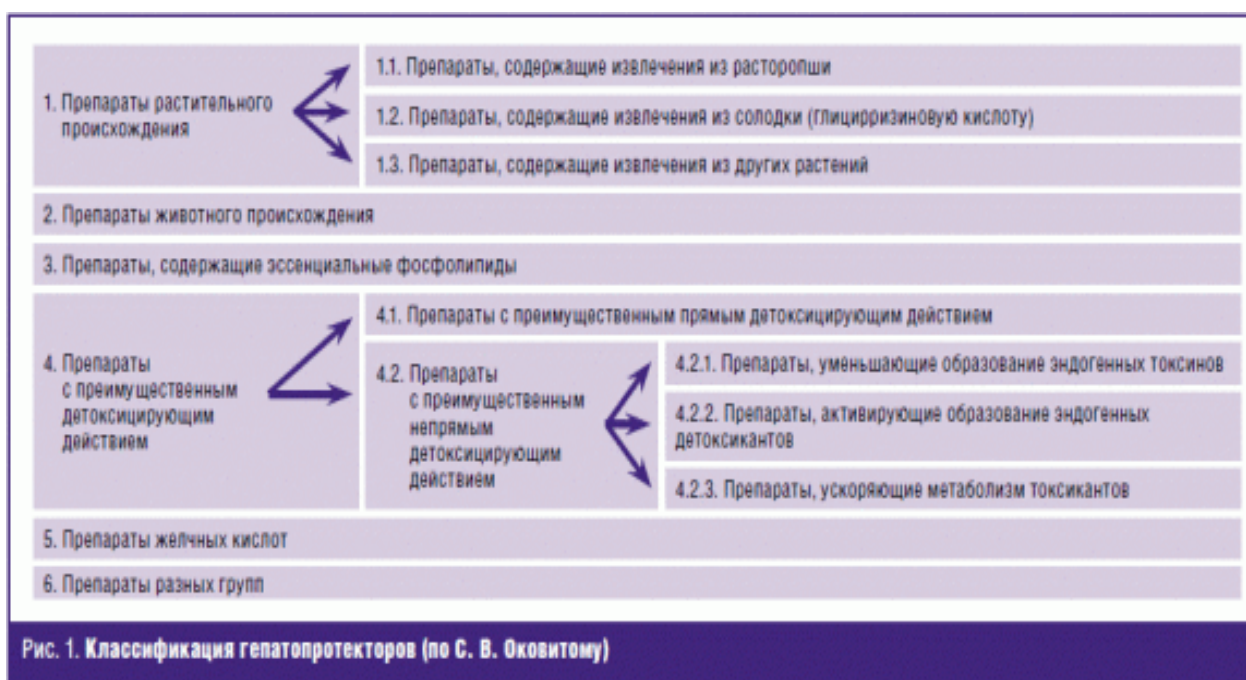 1. Препараты растительного
происхождения
1.1. Препараты, содержащие извлечения из расторопши
1.2. Препараты, содержащие извлечения из солодки (глицирризиновую кислоту)
1.3. Препараты, содержащие извлечения из других растений
2. Препараты животного происхождения
3. Препараты, содержащие эссенциальные фосфолипиды
4. Препараты
с преимущественным
детоксицирующим
действием
4.1. Препараты с преимущественным прямым детоксицирующим действием
4.2. Препараты
с преимущественным
непрямым
детоксицирующим
действием
4.2.1. Препараты, уменьшающие образование эндогенных токсинов
4.2.2. Препараты, активирующие образование эндогенных
детоксикантов
4.2.3. Препараты, ускоряющие метаболизм токсикантов
5. Препараты желчных кислот
6. Препараты разных групп
Рис. 1. Классификация гепатопротекторов (по С. В. Оковитому)